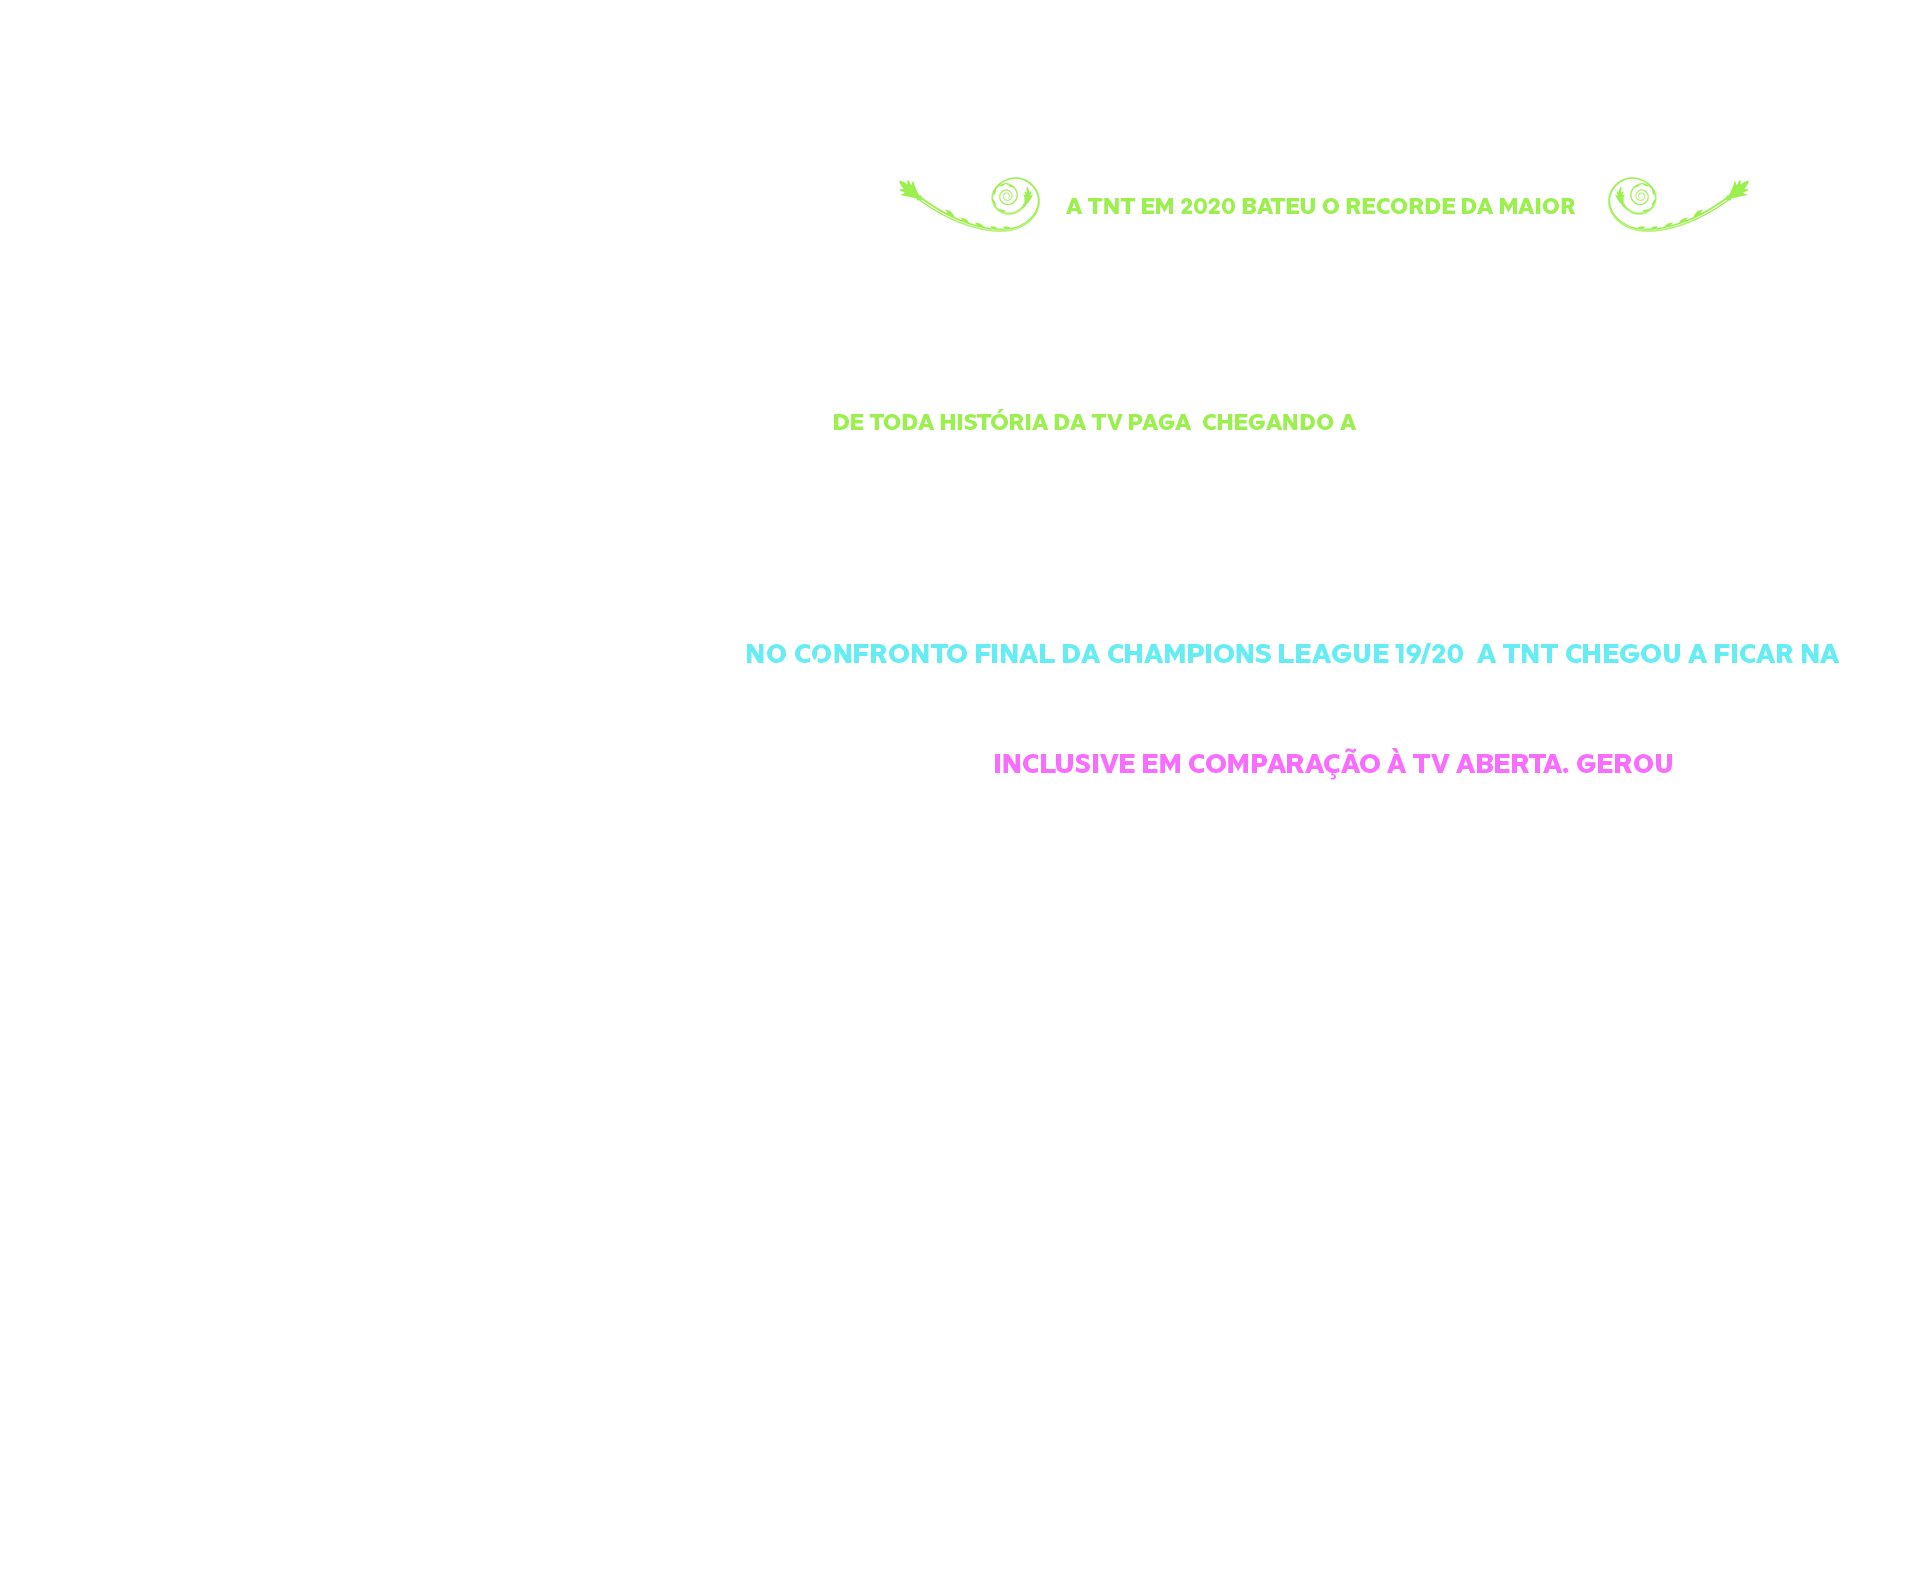 A TNT EM 2020 BATEU O RECORDE DA MAIOR
DE TODA HISTÓRIA DA TV PAGA  CHEGANDO A
NO CONFRONTO FINAL DA CHAMPIONS LEAGUE 19/20  A TNT CHEGOU A FICAR NA
INCLUSIVE EM COMPARAÇÃO À TV ABERTA. GEROU